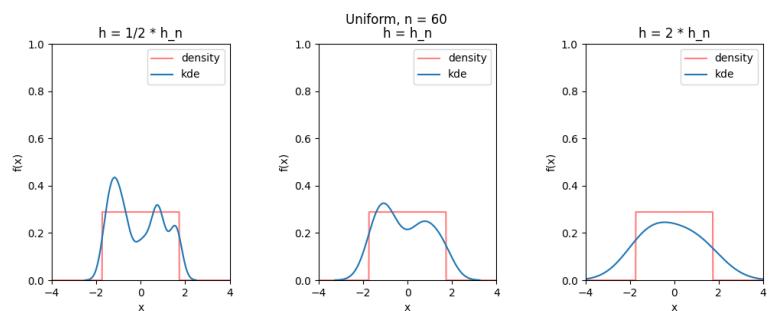 Uniform, n = 60
h = 1/2 * h_n
h = h_n
h = 2 * h_n
1.0
0.8
0.6
0.4
0.2
0.0
f(x)
−4
−2
0
2
4
x
density
kde
1.0
0.8
0.6
0.4
0.2
0.0
f(x)
−4
−2
0
2
4
x
density
kde
1.0
0.8
0.6
0.4
0.2
0.0
f(x)
−4
−2
0
2
4
x
density
kde